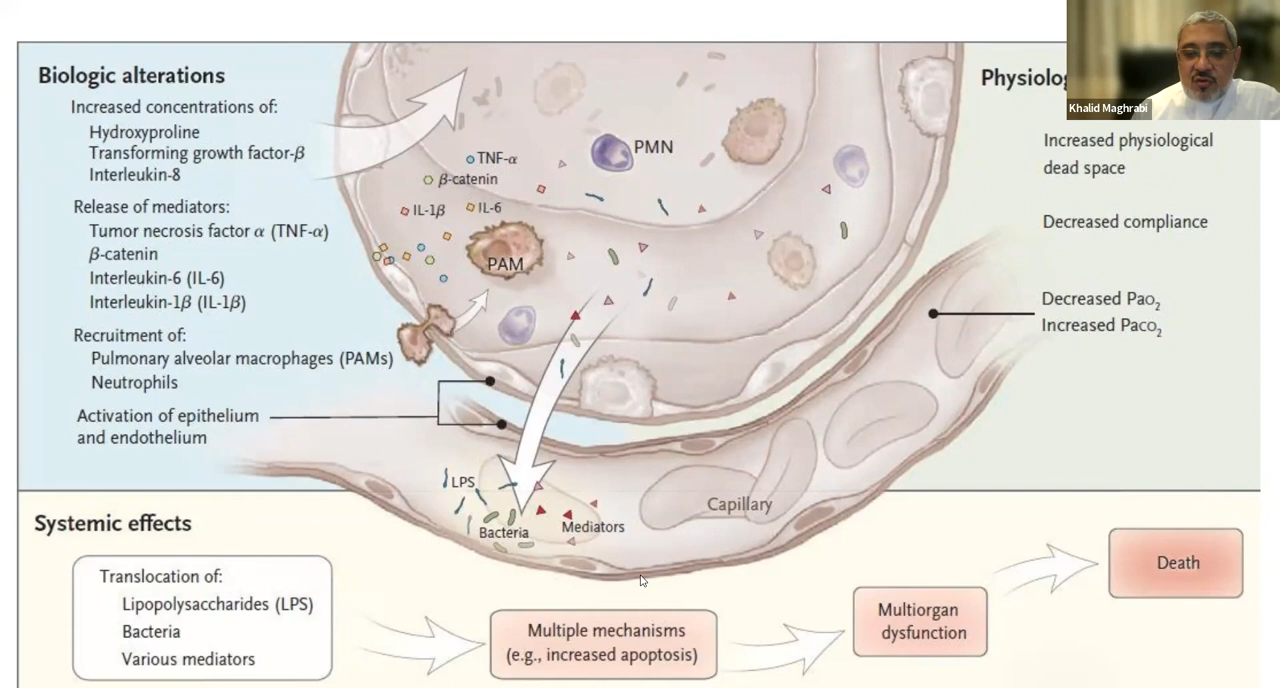 Biologic alterations
Increased concentrations of:
Hydroxyproline
Transforming growth factor-β
Interleukin-8
Release of mediators:
Tumor necrosis factor α (TNF-α)
β-catenin
Interleukin-6 (IL-6)
Interleukin-1β (IL-1β)
Recruitment of:
Pulmonary alveolar macrophages (PAMs)
Neutrophils
Activation of epithelium
and endothelium
TNF-α
β-catenin
IL-1β
IL-6
PMN
PAM
LPS
Bacteria
Mediators
Capillary
Khalid Maghrabi
Increased physiological
dead space
Decreased compliance
Decreased Pao₂
Increased Paco₂
Systemic effects
Translocation of:
Lipopolysaccharides (LPS)
Bacteria
Various mediators
Multiple mechanisms
(e.g., increased apoptosis)
Multiorgan
dysfunction
Death